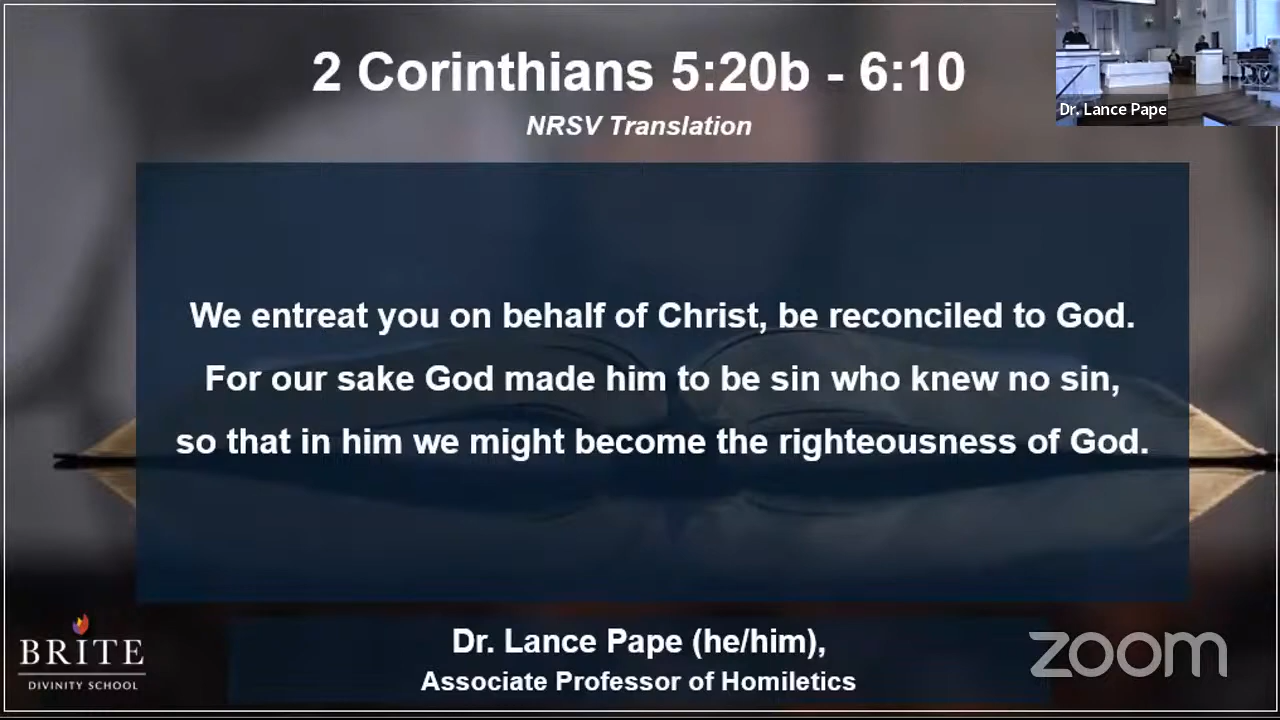 2 Corinthians 5:20b - 6:10
NRSV Translation
Dr. Lance Pape
We entreat you on behalf of Christ, be reconciled to God.
For our sake God made him to be sin who knew no sin,
so that in him we might become the righteousness of God.
Dr. Lance Pape (he/him),
Associate Professor of Homiletics
BRITE
DIVINITY SCHOOL
zoom